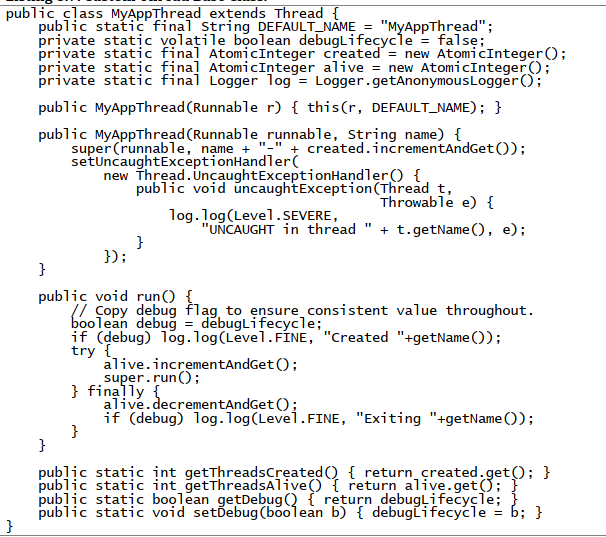 public class MyAppThread extends Thread {
    public static final String DEFAULT_NAME = "MyAppThread";
    private static volatile boolean debugLifecycle = false;
    private static final AtomicInteger created = new AtomicInteger();
    private static final AtomicInteger alive = new AtomicInteger();
    private static final Logger log = Logger.getAnonymousLogger();

    public MyAppThread(Runnable r) { this(r, DEFAULT_NAME); }

    public MyAppThread(Runnable runnable, String name) {
        super(runnable, name + "-" + created.incrementAndGet());
        setUncaughtExceptionHandler(
            new Thread.UncaughtExceptionHandler() {
                public void uncaughtException(Thread t,
                                              Throwable e) {
                    log.log(Level.SEVERE,
                        "UNCAUGHT in thread " + t.getName(), e);
                }
            });
    }

    public void run() {
        // Copy debug flag to ensure consistent value throughout.
        boolean debug = debugLifecycle;
        if (debug) log.log(Level.FINE, "Created "+getName());
        try {
            alive.incrementAndGet();
            super.run();
        } finally {
            alive.decrementAndGet();
            if (debug) log.log(Level.FINE, "Exiting "+getName());
        }
    }

    public static int getThreadsCreated() { return created.get(); }
    public static int getThreadsAlive() { return alive.get(); }
    public static boolean getDebug() { return debugLifecycle; }
    public static void setDebug(boolean b) { debugLifecycle = b; }
}